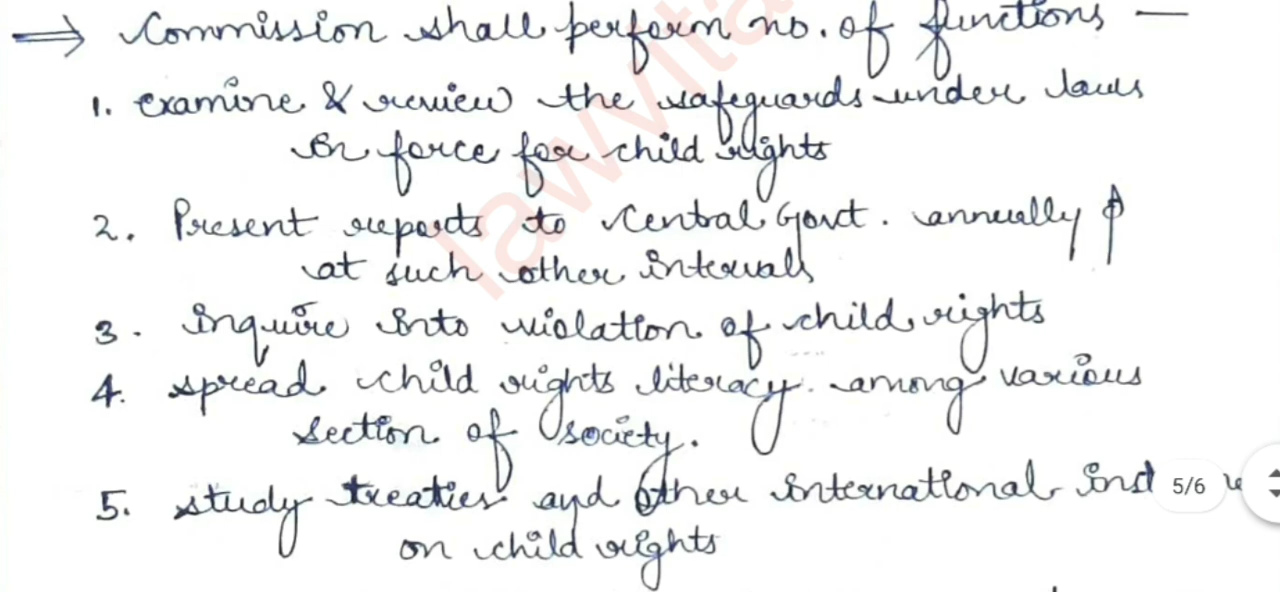 ⇒ Commission shall perform no. of functions —
1. examine & review the safeguards under laws
in force for child rights
2. Present reports to Central Govt. annually &
at such other intervals
3. inquire into violation of child rights
4. spread child rights literacy among various
section of society.
5. study treaties and other international
5/6
on child rights